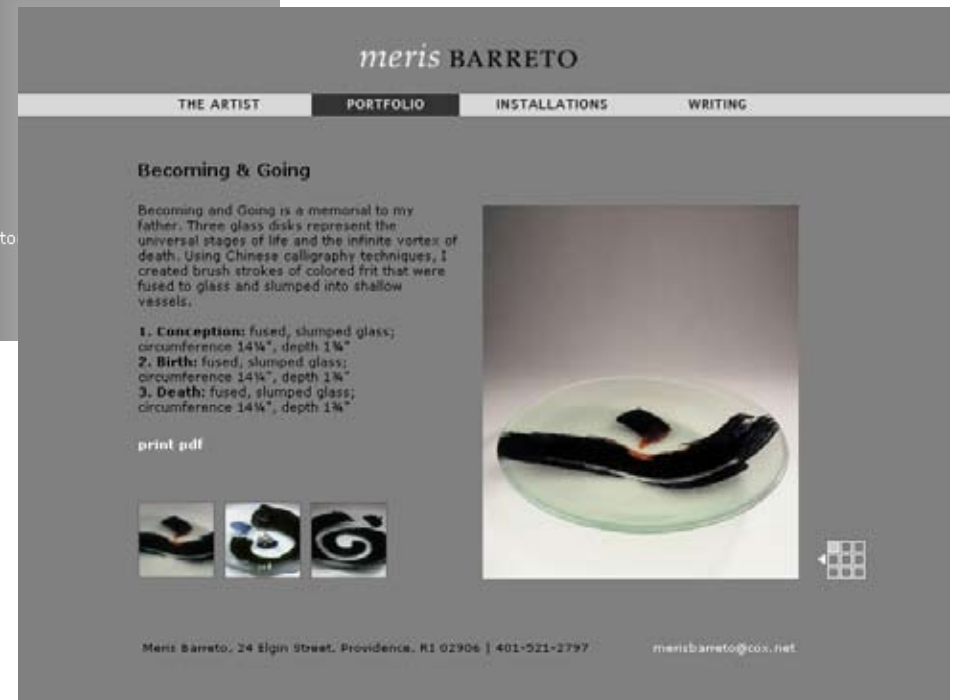 meris BARRETO
THE ARTIST PORTFOLIO INSTALLATIONS WRITING
Becoming & Going
Becoming and Going is a memorial to my
father. Three glass disks represent the
universal stages of life and the infinite vortex of
death. Using Chinese calligraphy techniques, I
created brush strokes of colored frit that were
fused to glass and slumped into shallow
vessels.
to
1. Conception: fused, slumped glass;
circumference 14¼", depth 1¾"
2. Birth: fused, slumped glass;
circumference 14¼", depth 1¾"
3. Death: fused, slumped glass;
circumference 14¼", depth 1¾"
print pdf
Meris Barreto, 24 Elgin Street, Providence, RI 02906 | 401-521-2797 merisbarreto@cox.net